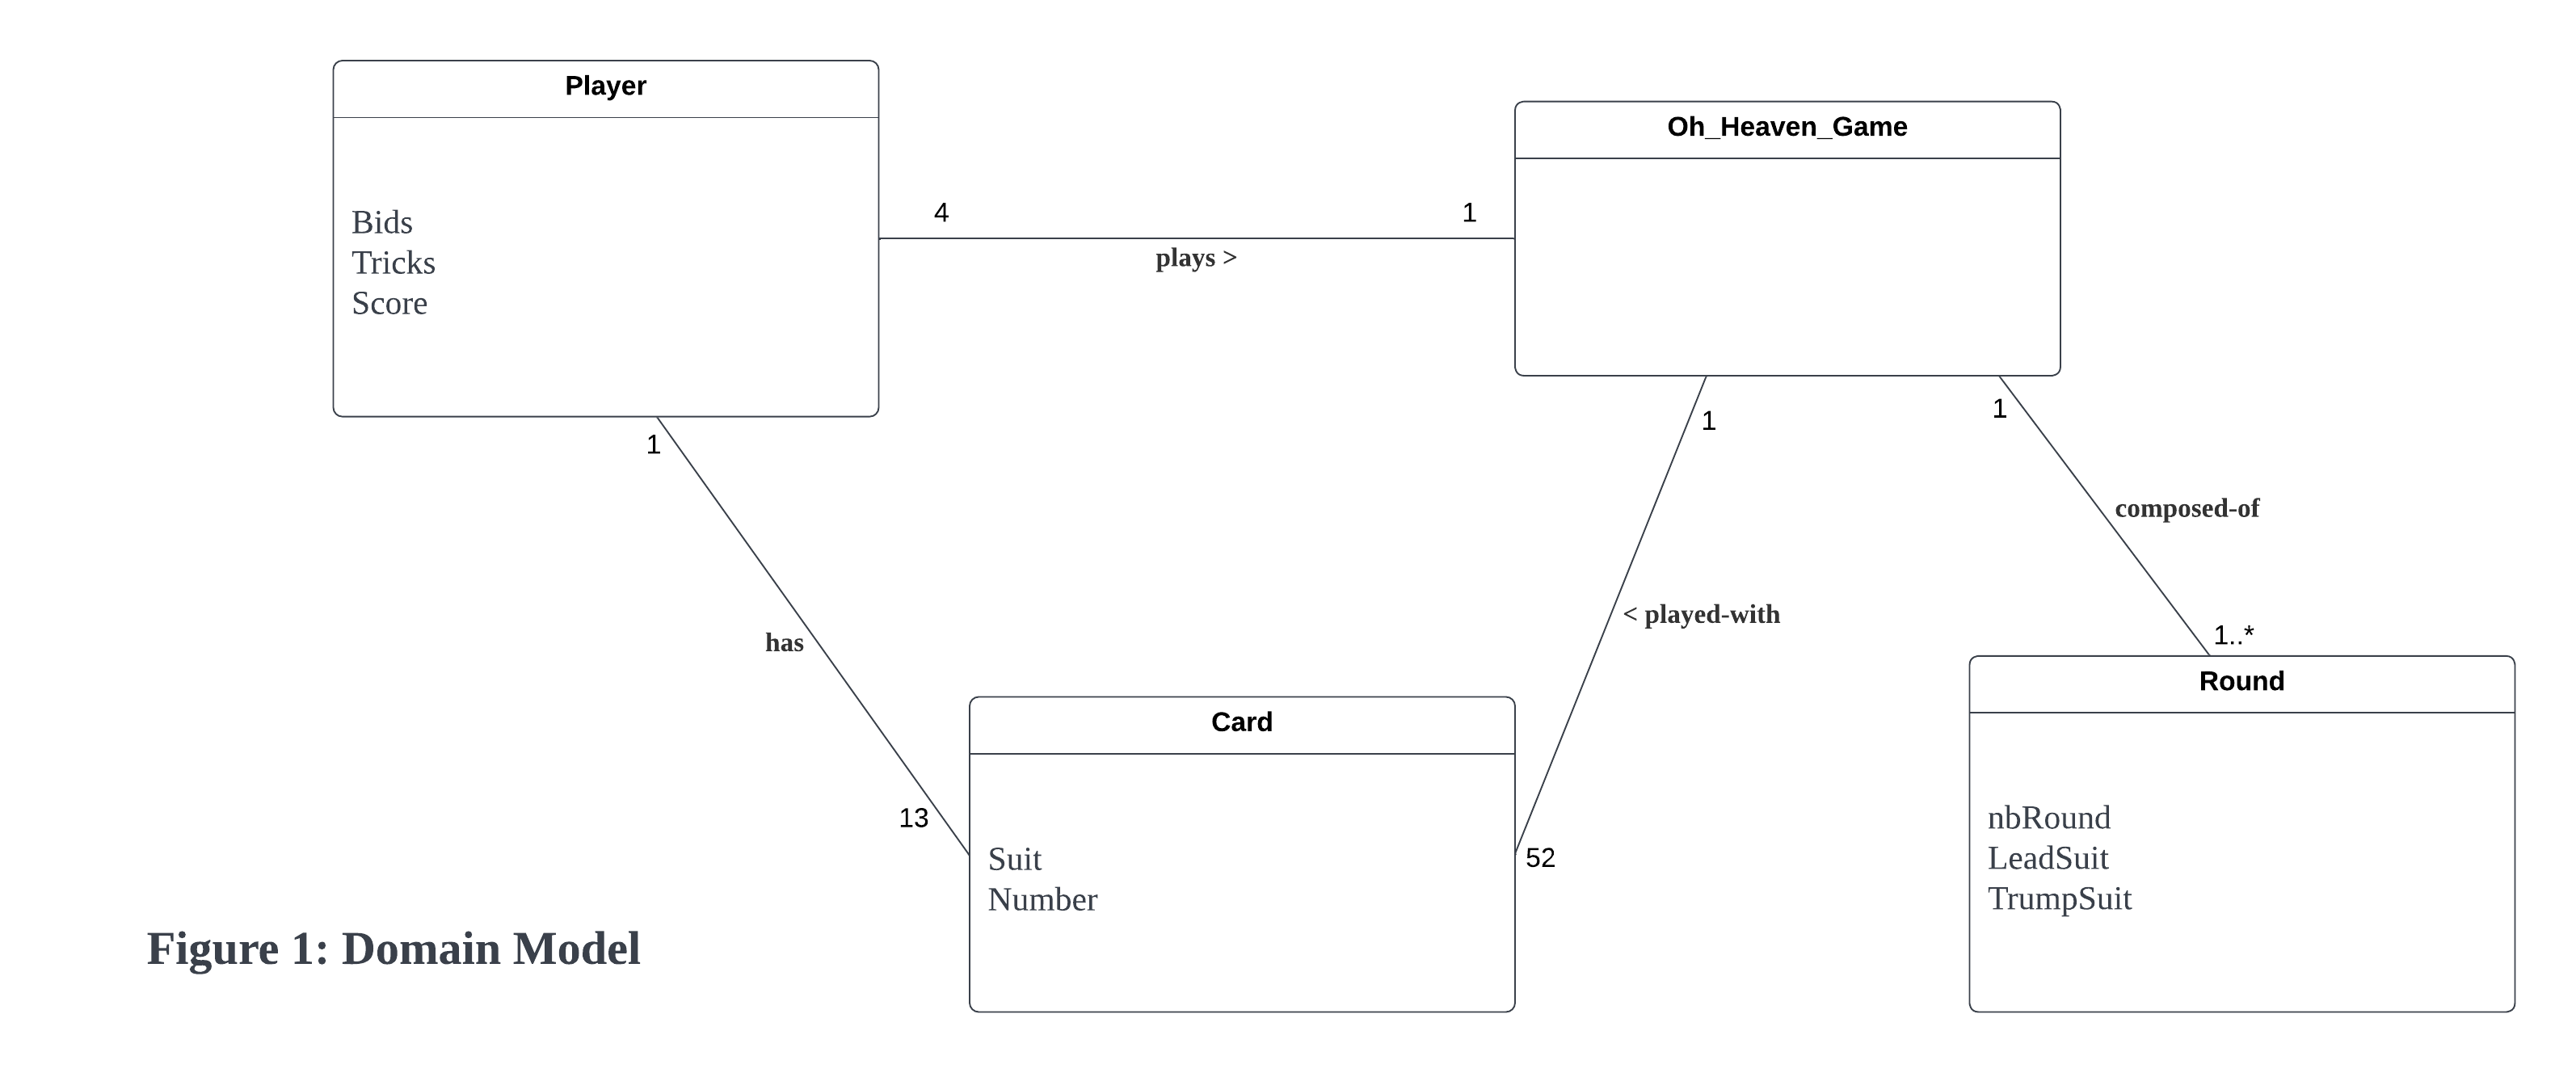 Player
Bids
Tricks
Score
Oh_Heaven_Game
4
1
plays >
1
1
1
composed-of
< played-with
has
1..*
13
Card
Suit
Number
52
Round
nbRound
LeadSuit
TrumpSuit
Figure 1: Domain Model